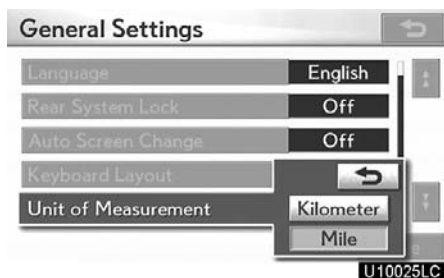 General Settings
Language English
Rear System Lock Off
Auto Screen Change Off
Keyboard Layout
Unit of Measurement Kilometer
Mile
e
U10025LC